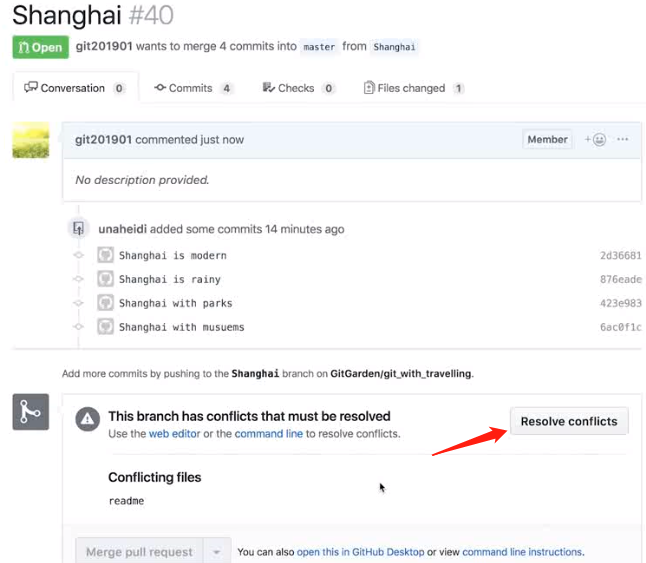 Shanghai #40
Open git201901 wants to merge 4 commits into master from Shanghai
Conversation 0 Commits 4 Checks 0 Files changed 1
git201901 commented just now Member
No description provided.
unaheidi added some commits 14 minutes ago
Shanghai is modern 2d36681
Shanghai is rainy 876eade
Shanghai with parks 423e983
Shanghai with musuems 6ac0f1c
Add more commits by pushing to the Shanghai branch on GitGarden/git_with_travelling.
This branch has conflicts that must be resolved Resolve conflicts
Use the web editor or the command line to resolve conflicts.
Conflicting files
readme
Merge pull request You can also open this in GitHub Desktop or view command line instructions.